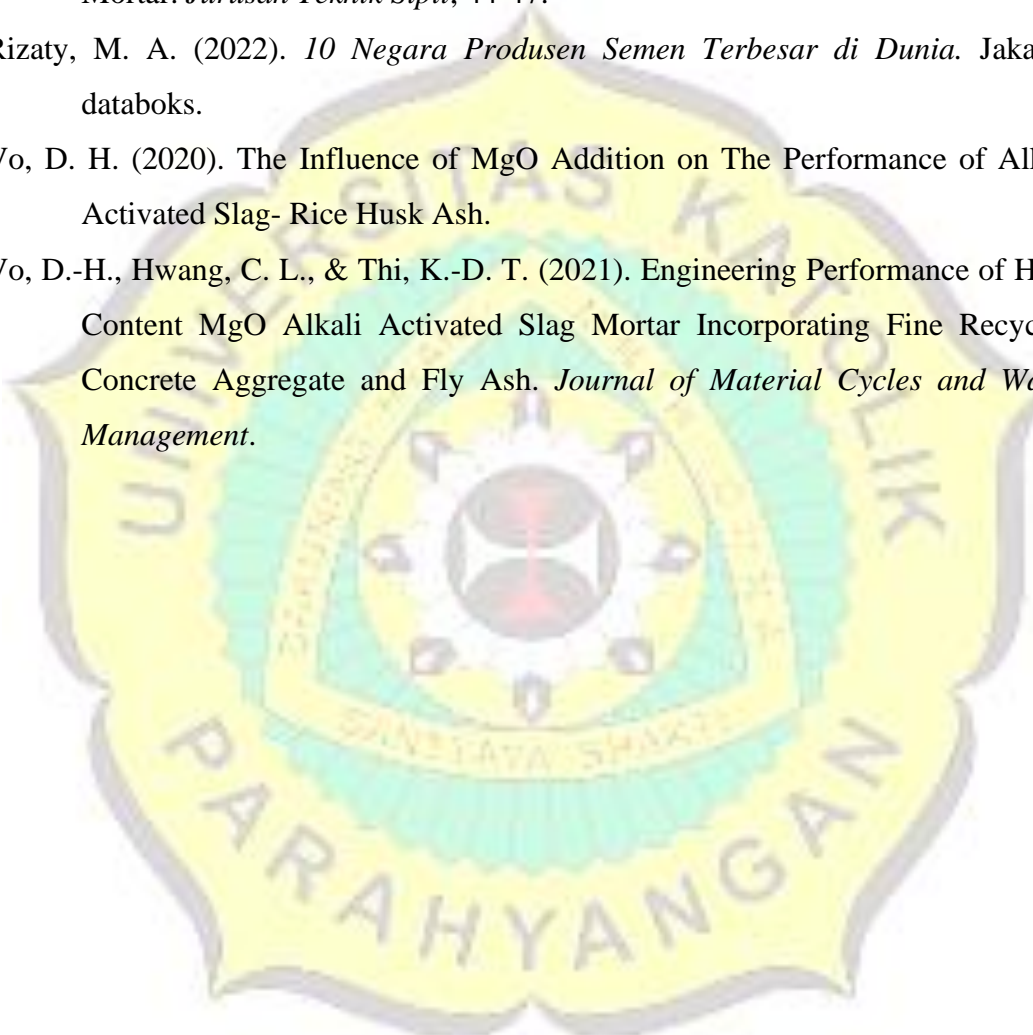 Mortar. Jurusan Teknik Sipil, 44-47.
Rizaty, M. A. (2022). 10 Negara Produsen Semen Terbesar di Dunia. Jaka
databoks.
Vo, D. H. (2020). The Influence of MgO Addition on The Performance of Al
Activated Slag- Rice Husk Ash.
Vo, D.-H., Hwang, C. L., & Thi, K.-D. T. (2021). Engineering Performance of H
Content MgO Alkali Activated Slag Mortar Incorporating Fine Recyc
Concrete Aggregate and Fly Ash. Journal of Material Cycles and Wa
Management.
UNIVERSITAS KATOLIK
PARAHYANGAN